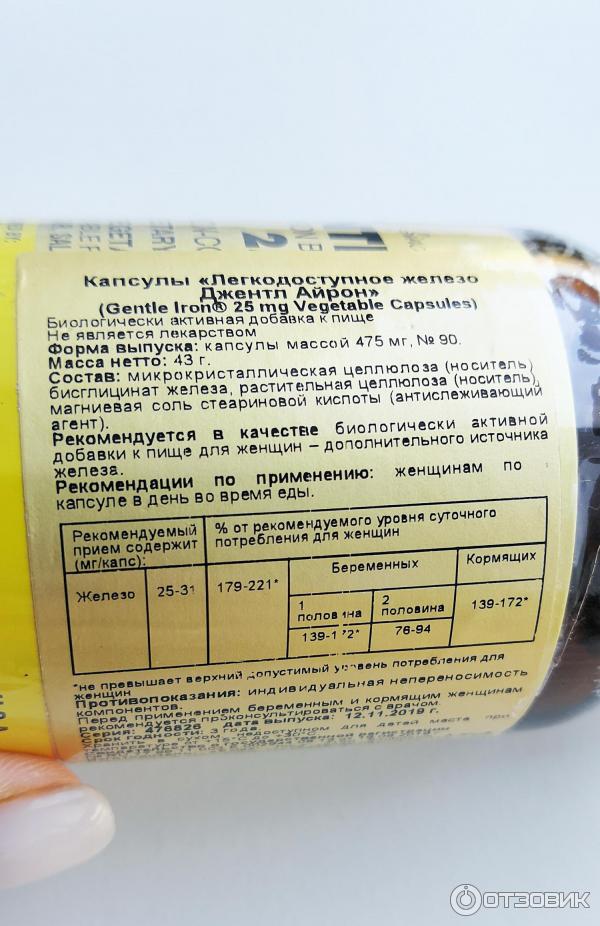 TI
2
Капсулы «Легкодоступное железо
Джентл Айрон»
(Gentle Iron® 25 mg Vegetable Capsules)
Биологически активная добавка к пище
Не является лекарством
Форма выпуска: капсулы массой 475 мг, № 90.
Масса нетто: 43 г.
Состав: микрокристаллическая целлюлоза (носитель)
бисглицинат железа, растительная целлюлоза (носитель),
магниевая соль стеариновой кислоты (антислеживающий
агент).
Рекомендуется в качестве биологически активной
добавки к пище для женщин – дополнительного источника
железа.
Рекомендации по применению: женщинам по
капсуле в день во время еды.
Рекомендуемый
прием содержит
(мг/капс):
% от рекомендуемого уровня суточного
потребления для женщин
Железо
25-31
179-221*
Беременных
Кормящих
1
половина
2
половина
139-172*
76-94
139-172*
*не превышает верхний допустимый уровень потребления для
женщин
Противопоказания: индивидуальная непереносимость
компонентов.
Перед применением беременным и кормящим женщинам
рекомендуется проконсультироваться с врачом.
Серия: 476826 дата выпуска: 12.11.2019 г.
Срок годности: 3 года
ОТЗОВИК